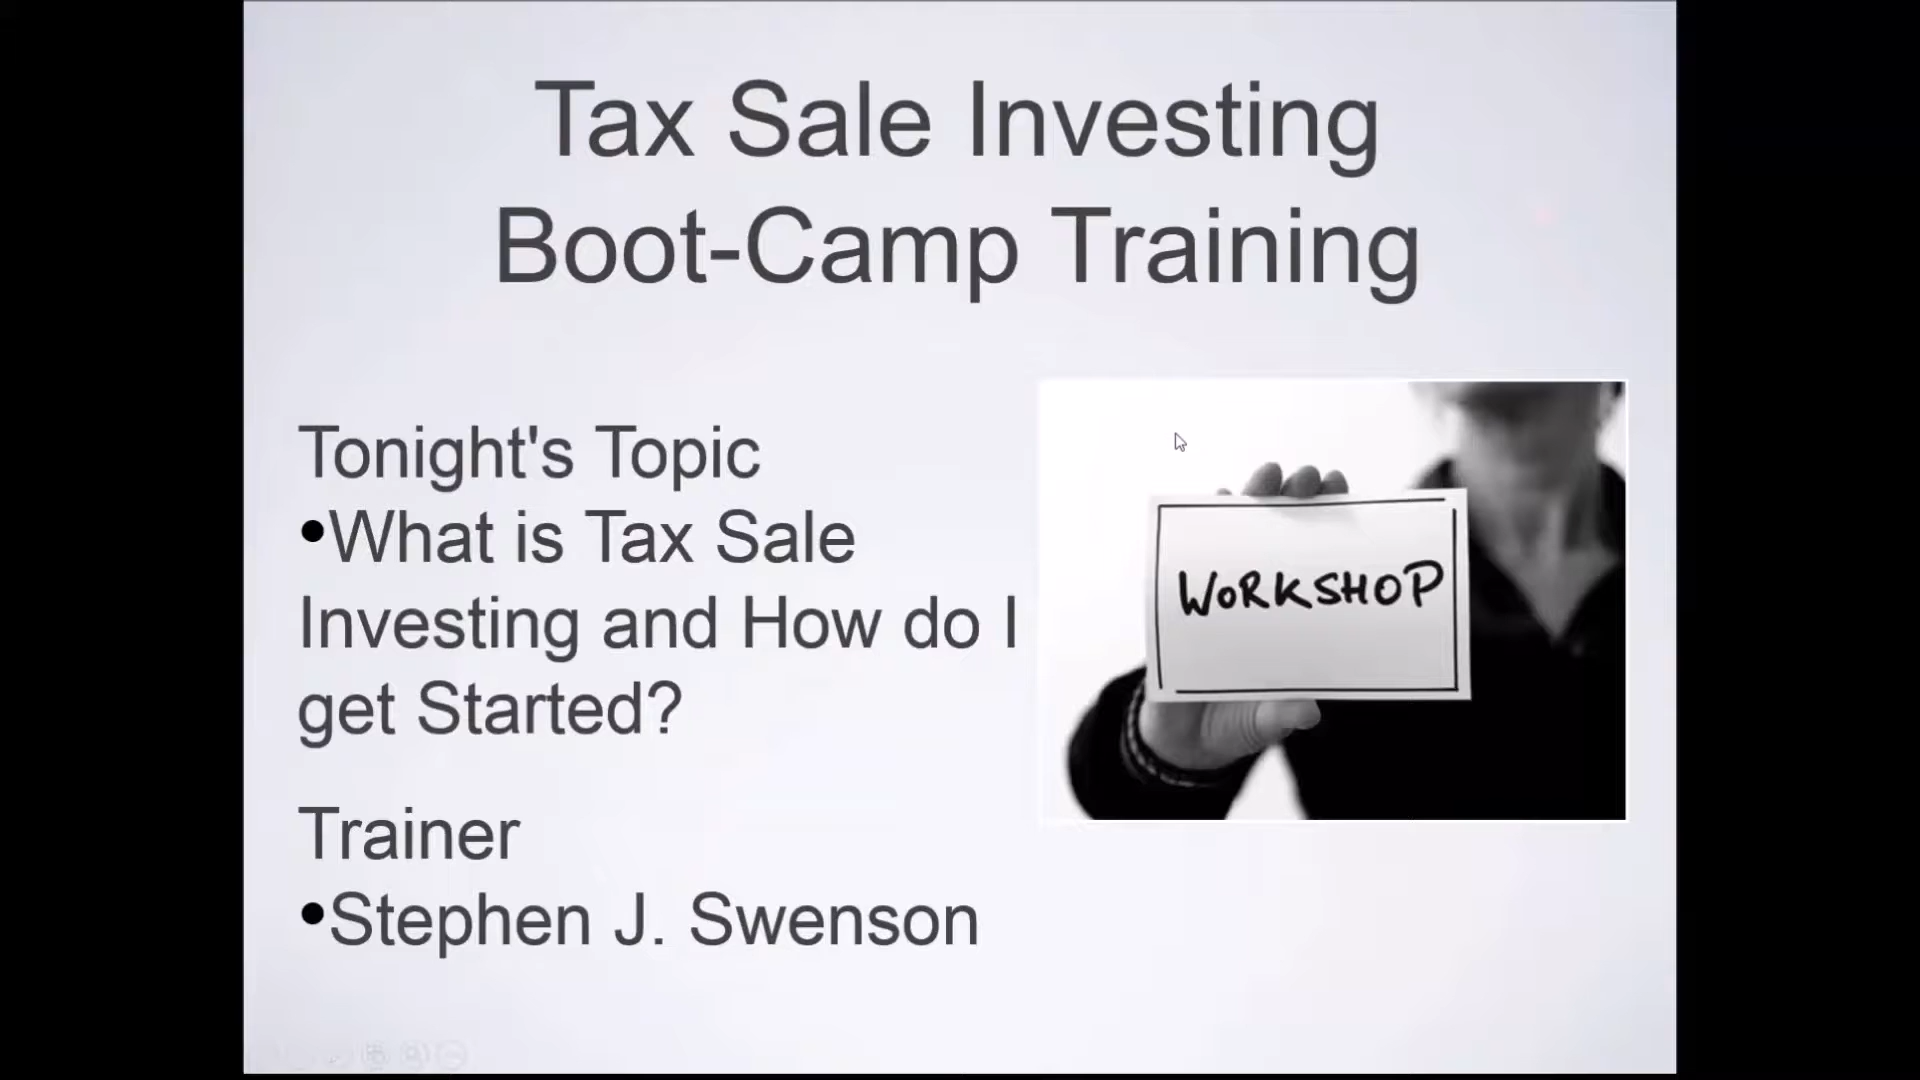 Tax Sale Investing
Boot-Camp Training
Tonight's Topic
•What is Tax Sale
Investing and How do I
get Started?
WORKSHOP
Trainer
•Stephen J. Swenson